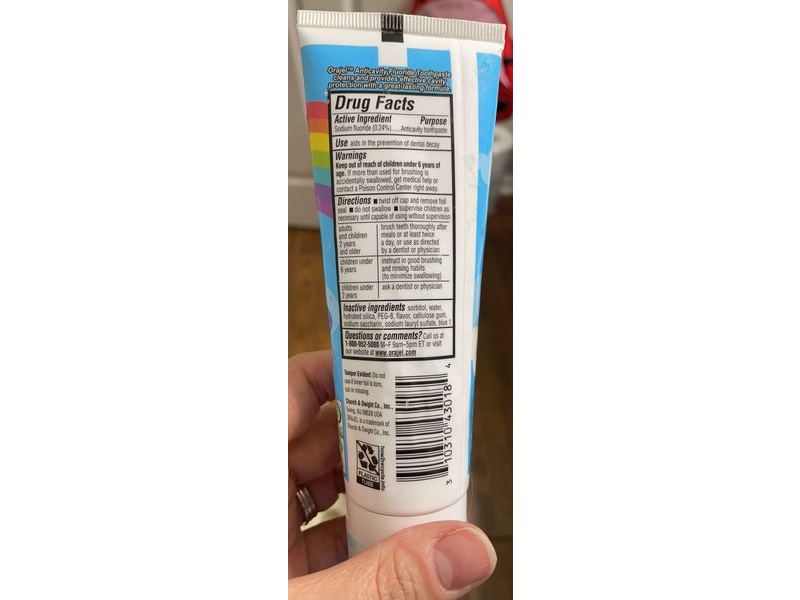 Orajel™ Anticavity Fluoride Toothpaste
cleans and provides effective cavity
protection with a great-tasting formula.
Drug Facts
Active Ingredient Purpose
Sodium fluoride (0.24%)......Anticavity toothpaste
Use aids in the prevention of dental decay
Warnings
Keep out of reach of children under 6 years of
age. If more than used for brushing is
accidentally swallowed, get medical help or
contact a Poison Control Center right away.
Directions ■ twist off cap and remove foil
seal ■ do not swallow ■ supervise children as
necessary until capable of using without supervision
adults
and children
2 years
and older
brush teeth thoroughly after
meals or at least twice
a day, or use as directed
by a dentist or physician
children under
6 years
instruct in good brushing
and rinsing habits
(to minimize swallowing)
children under
2 years
ask a dentist or physician
Inactive ingredients sorbitol, water,
hydrated silica, PEG-8, flavor, cellulose gum,
sodium saccharin, sodium lauryl sulfate, blue 1
Questions or comments? Call us at
1-800-952-5080 M-F 9am-5pm ET or visit
our website at www.orajel.com
Tamper Evident: Do not
use if inner foil is torn,
cut or missing.
Church & Dwight Co., Inc.
Ewing, NJ 08628 USA
ORAJEL is a trademark of
Church & Dwight Co., Inc.
how2recycle.info
PLASTIC
TUBE
3 10310 43018 4